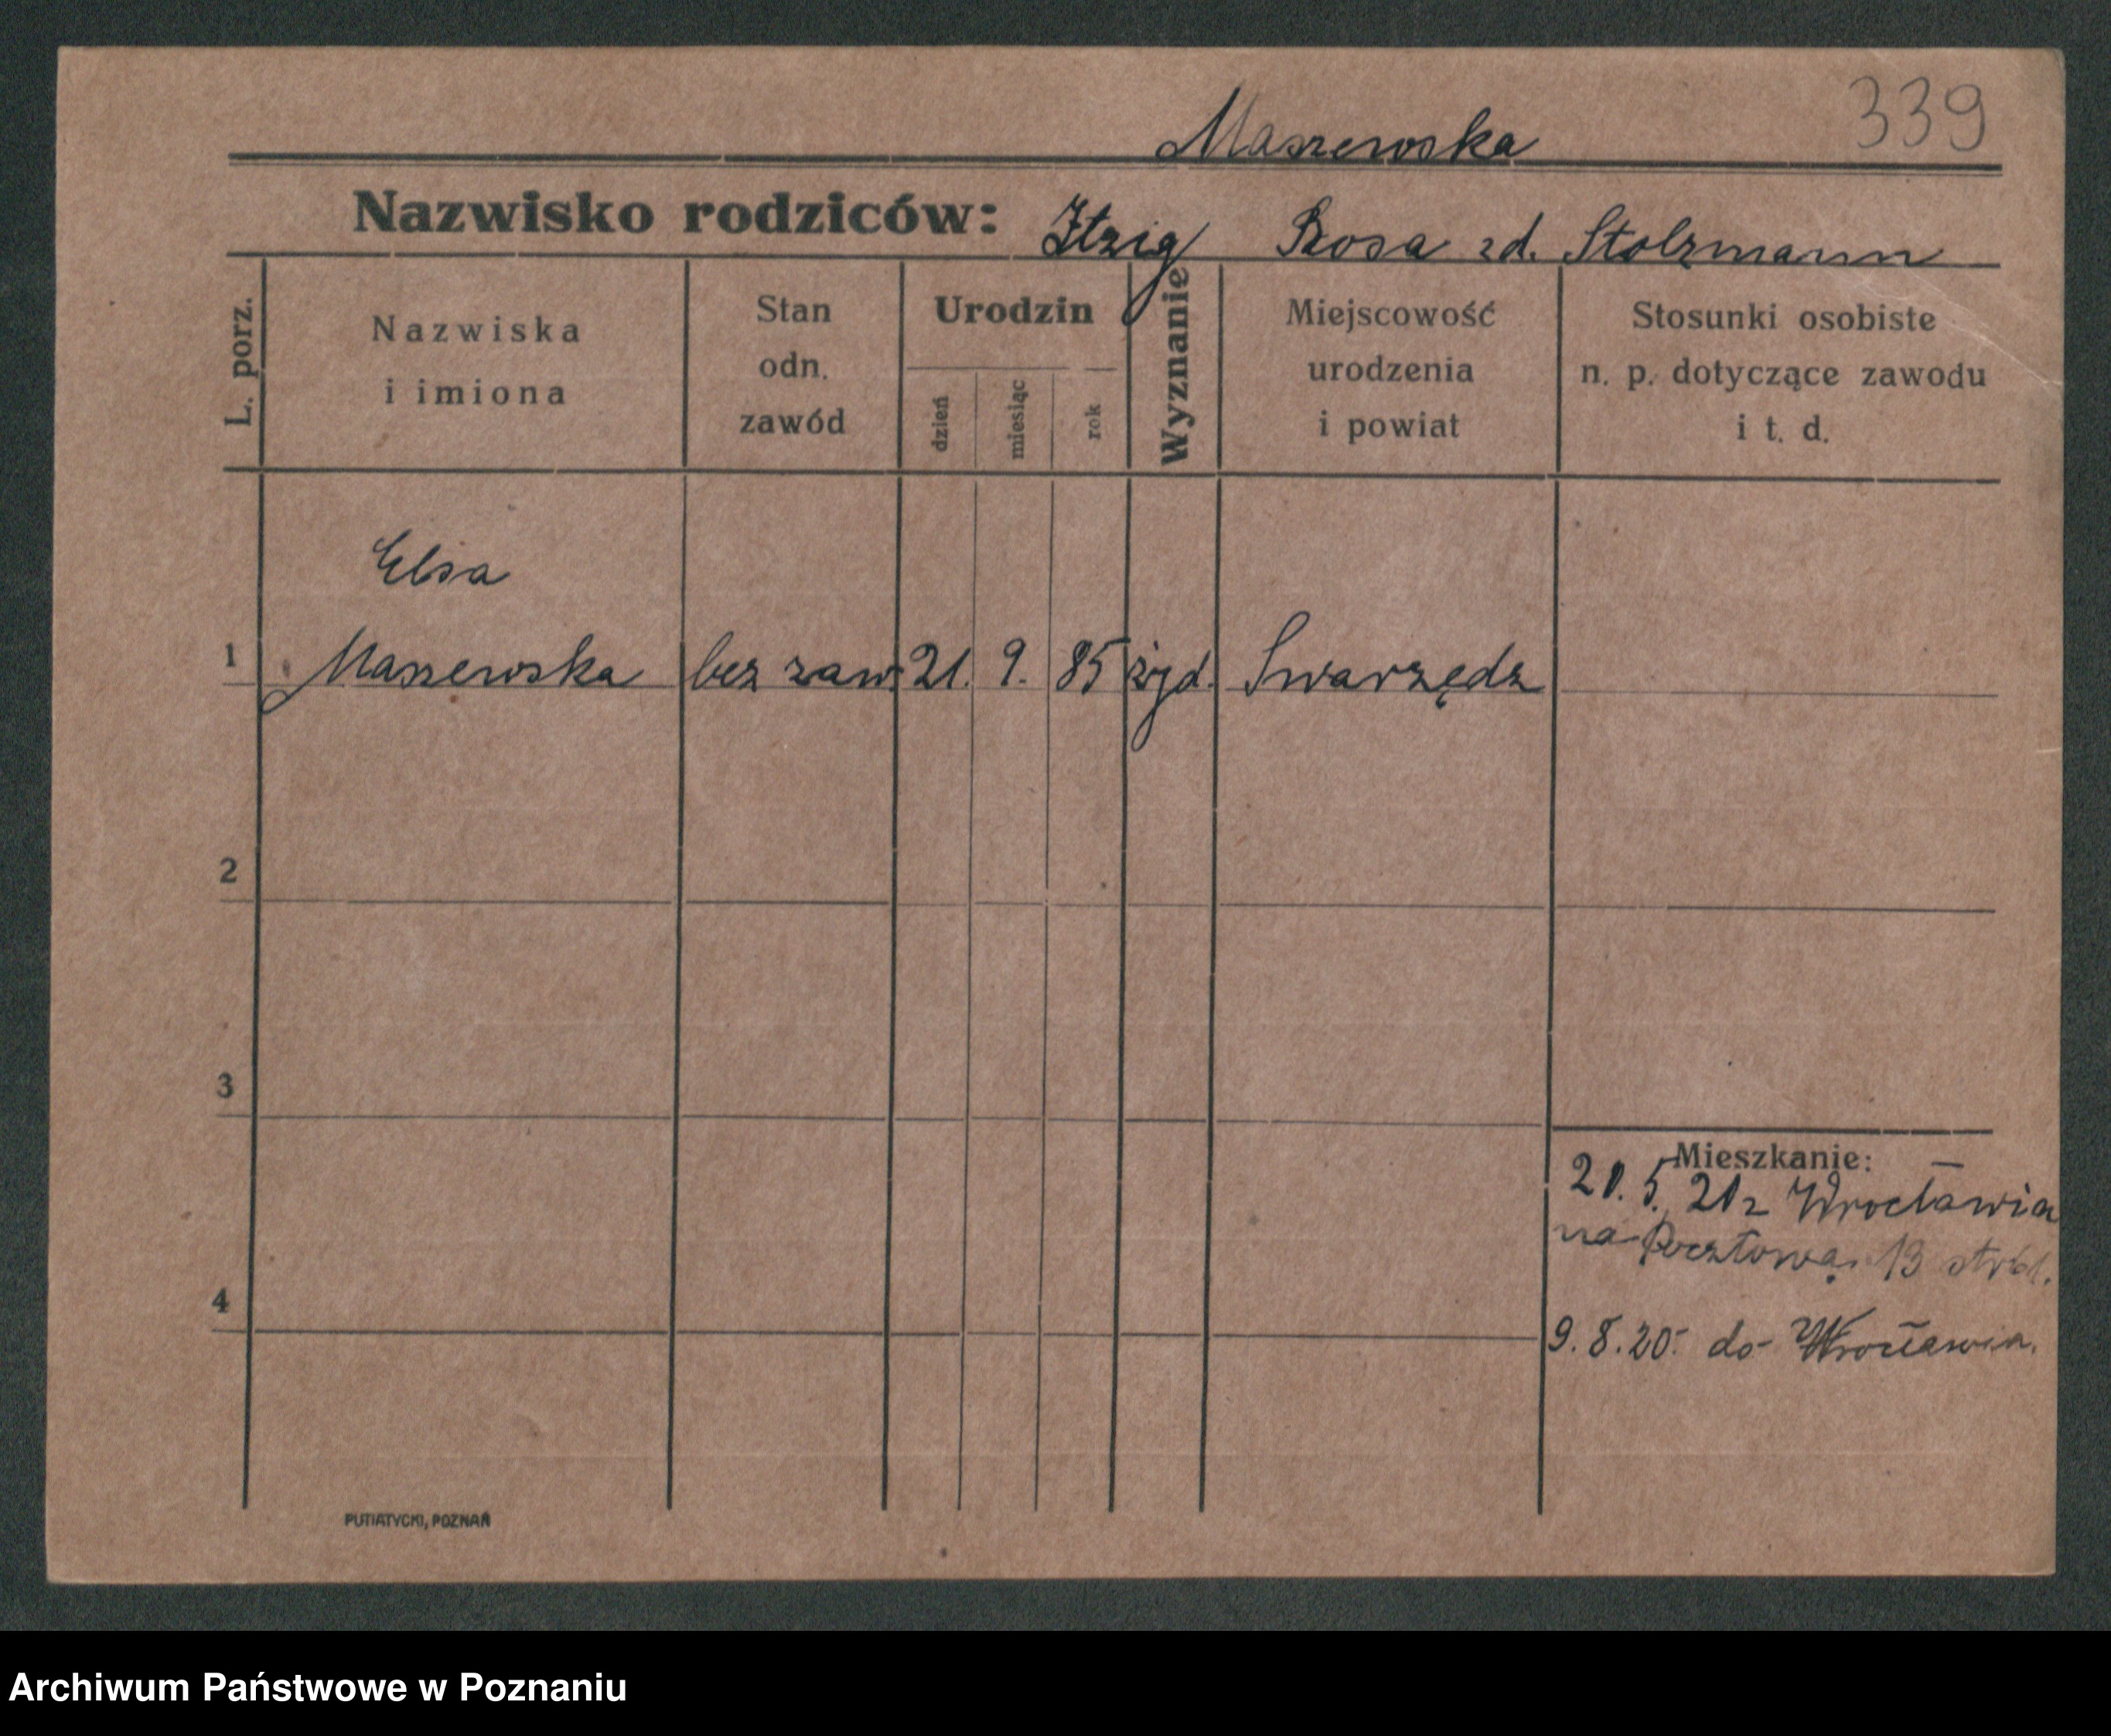 339
Maszewska
Nazwisko rodziców: Itzig Rosa zd. Stolzmann
L. porz.
Nazwiska
i imiona
Stan
odn.
zawód
Urodzin
dzień
miesiąc
rok
Wyznanie
Miejscowość
urodzenia
i powiat
Stosunki osobiste
n. p. dotyczące zawodu
i t. d.
Elsa
1 Maszewska bez zaw. 21. 9. 85 żyd. Swarzędz
2
3
Mieszkanie:
21. 5. 21 z Wrocławia
na Pocztową 13
4
9. 8. 20. do Wrocławia.
PUTIATYCKI, POZNAŃ
Archiwum Państwowe w Poznaniu